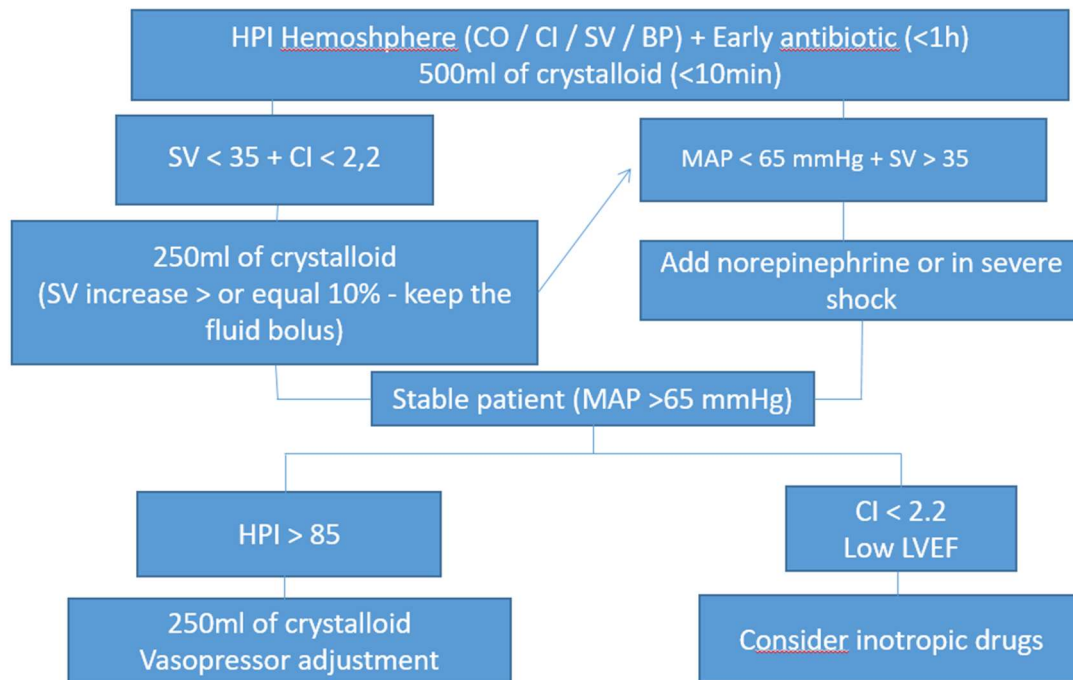 HPI Hemoshphere (CO / CI / SV / BP) + Early antibiotic (<1h)
500ml of crystalloid (<10min)
SV < 35 + CI < 2,2
MAP < 65 mmHg + SV > 35
250ml of crystalloid
(SV increase > or equal 10% - keep the
fluid bolus)
Add norepinephrine or in severe
shock
Stable patient (MAP >65 mmHg)
HPI > 85
CI < 2.2
Low LVEF
250ml of crystalloid
Vasopressor adjustment
Consider inotropic drugs